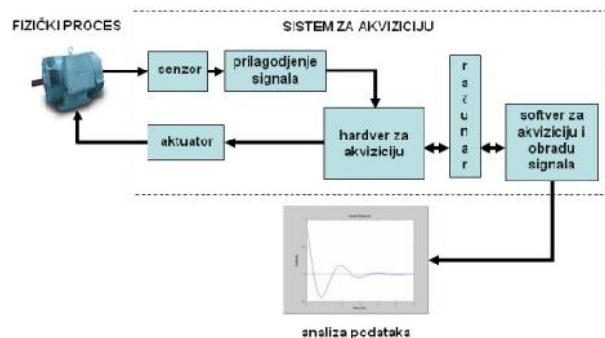 FIZIČKI PROCES
SISTEM ZA AKVIZICIJU
senzor
prilagodjenje
signala
aktuator
hardver za
akviziciju
računar
softver za
akviziciju i
obradu
signala
analiza podataka